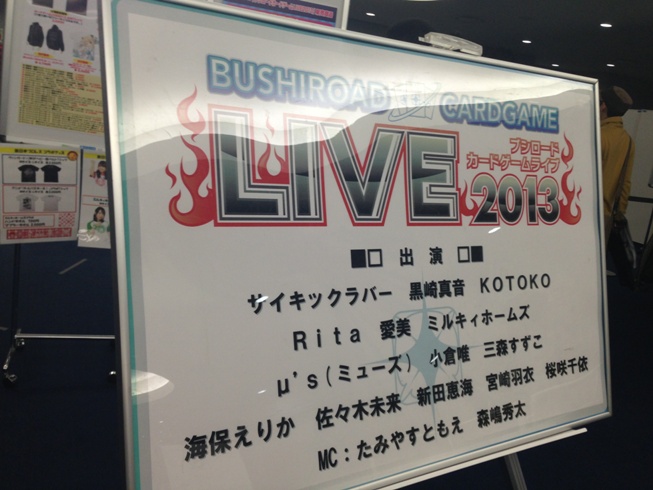 BUSHIROAD CARDGAME
LIVE
ブシロード
カードゲームライブ
2013
■□ 出 演 □■
サイキックラバー 黒崎真音 KOTOKO
Rita 愛美 ミルキィホームズ
μ's(ミューズ) 小倉唯 三森すずこ
海保えりか 佐々木未来 新田恵海 宮崎羽衣 桜咲千依
MC:たみやすともえ 森嶋秀太